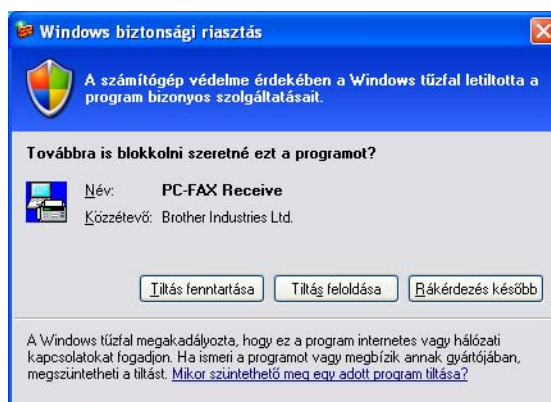 Windows biztonsági riasztás
A számítógép védelme érdekében a Windows tűzfal letiltotta a
program bizonyos szolgáltatásait.
Továbbra is blokkolni szeretné ezt a programot?
Név: PC-FAX Receive
Közzétevő: Brother Industries Ltd.
Tiltás fenntartása Tiltás feloldása Rákérdezés később
A Windows tűzfal megakadályozta, hogy ez a program internetes vagy hálózati
kapcsolatokat fogadjon. Ha ismeri a programot vagy megbízik annak gyártójában,
megszüntetheti a tiltást. Mikor szüntethető meg egy adott program tiltása?